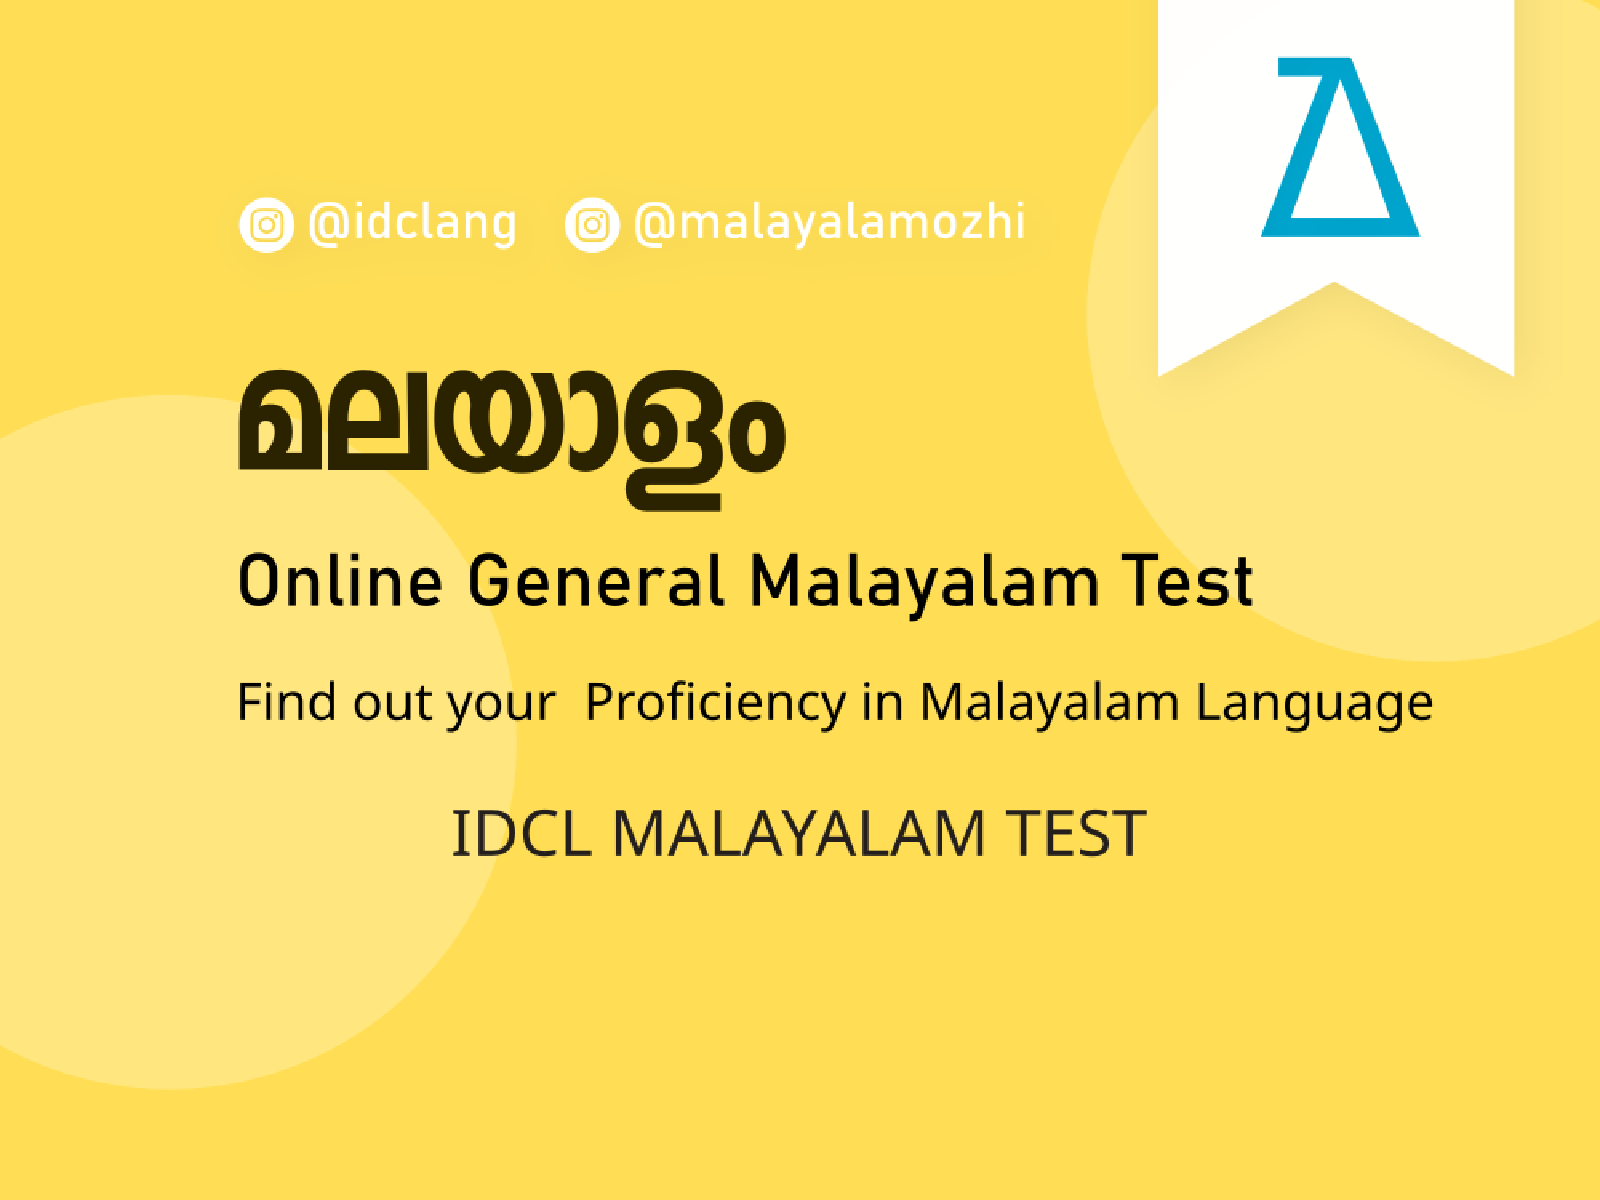 @idclang @malayalamozhi
മലയാളം
Online General Malayalam Test
Find out your  Proficiency in Malayalam Language
IDCL MALAYALAM TEST